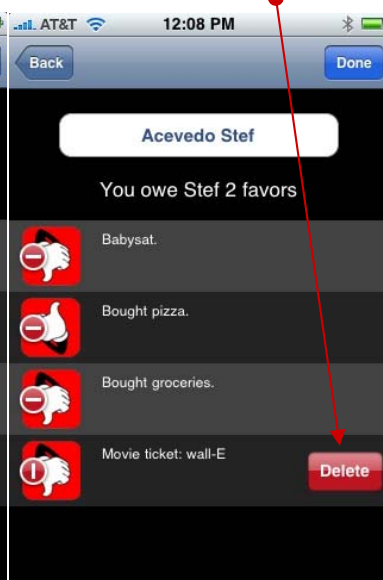 AT&T 12:08 PM
Back Done
Acevedo Stef
You owe Stef 2 favors
Babysat.
Bought pizza.
Bought groceries.
Movie ticket: wall-E
Delete